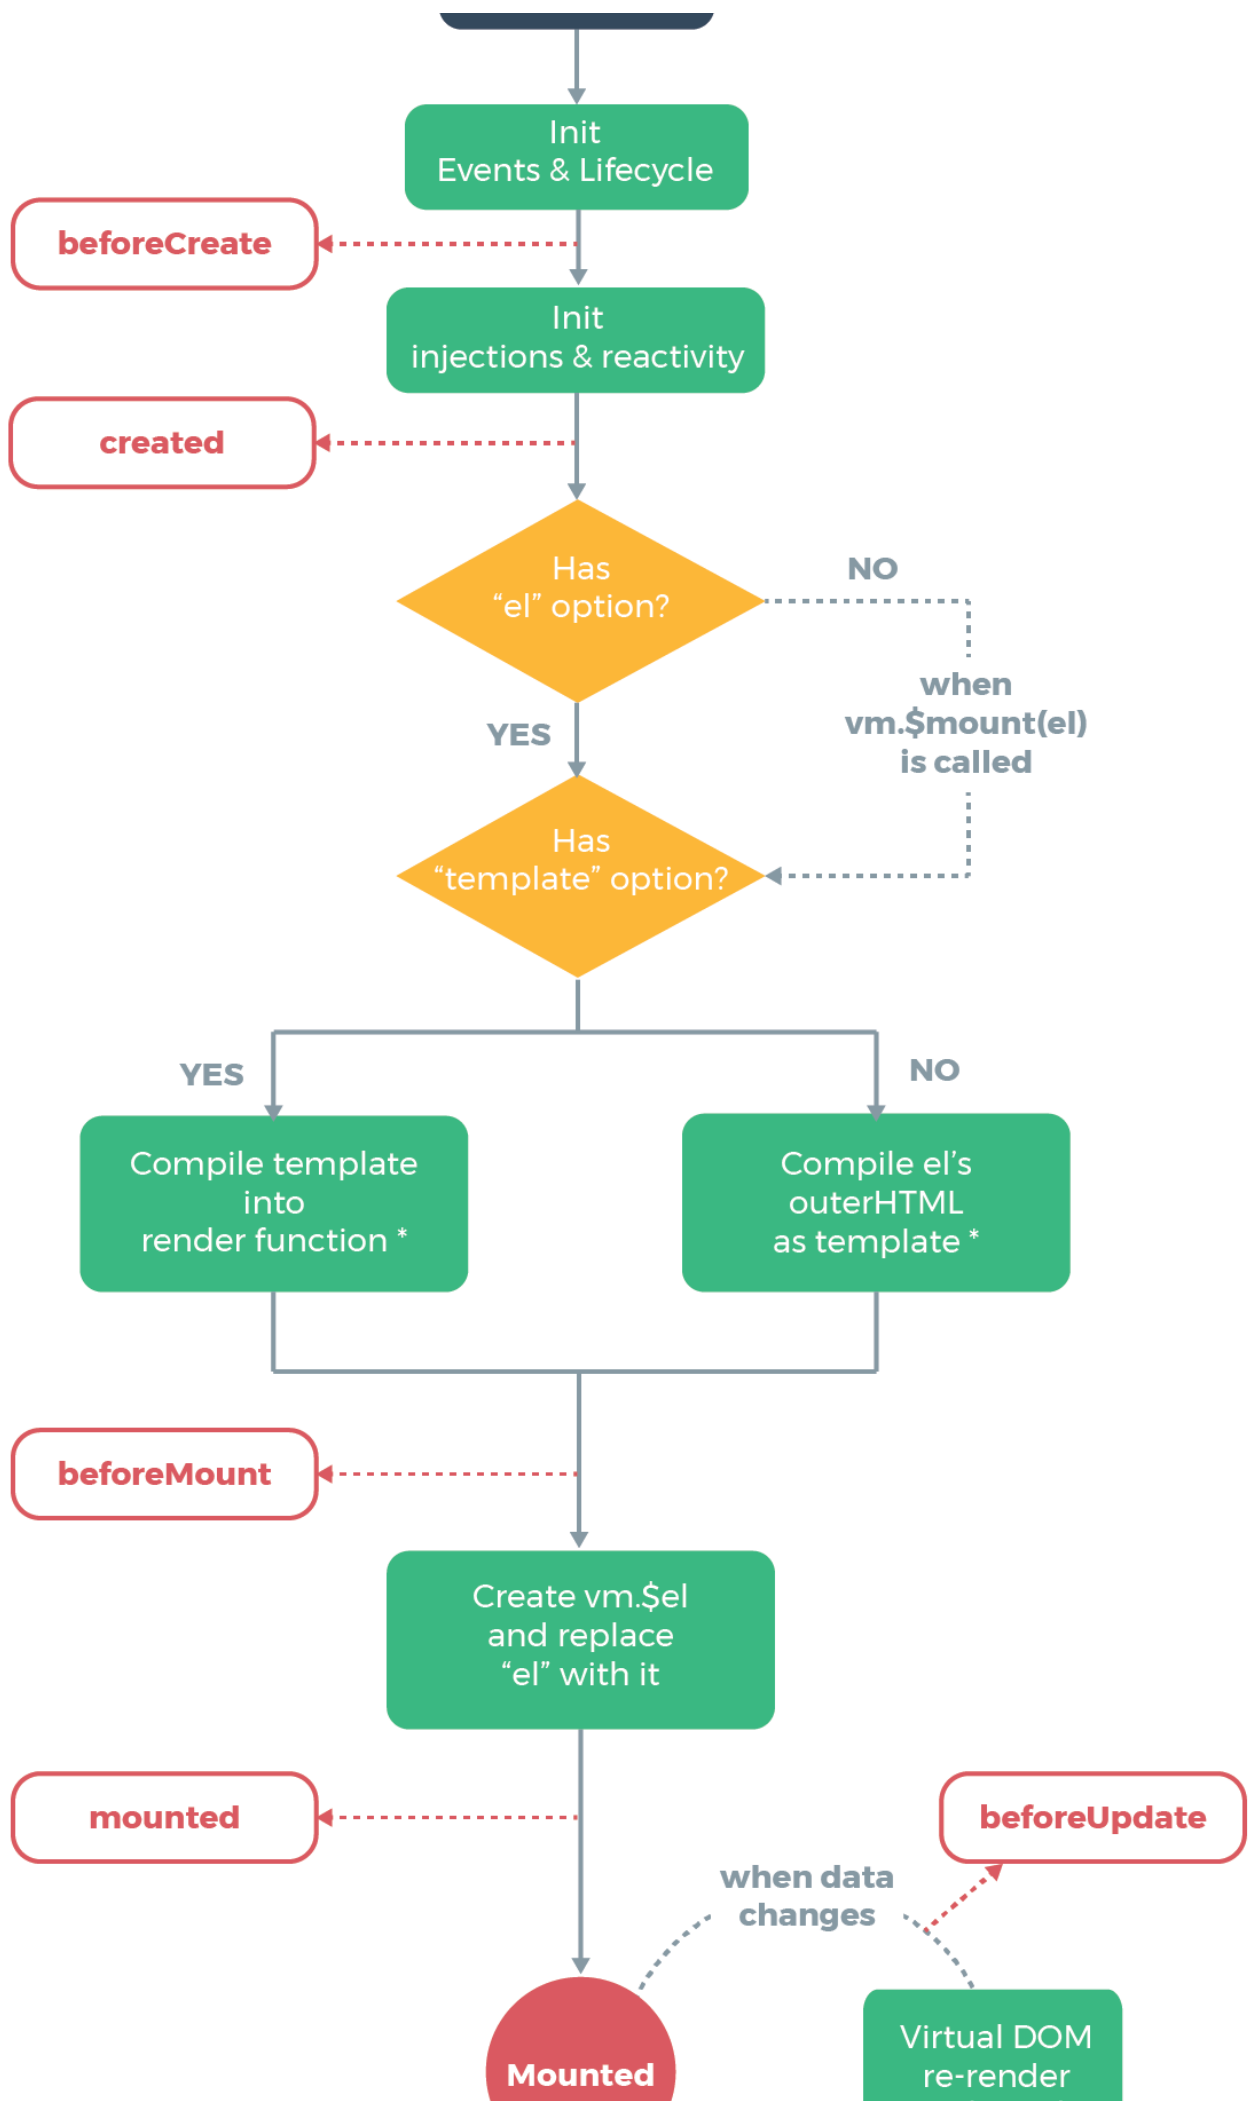 Init
Events & Lifecycle
beforeCreate
Init
injections & reactivity
created
Has
“el” option?
NO
when
vm.$mount(el)
is called
YES
Has
“template” option?
YES
NO
Compile template
into
render function *
Compile el’s
outerHTML
as template *
beforeMount
Create vm.$el
and replace
“el” with it
mounted
beforeUpdate
when data
changes
Mounted
Virtual DOM
re-render